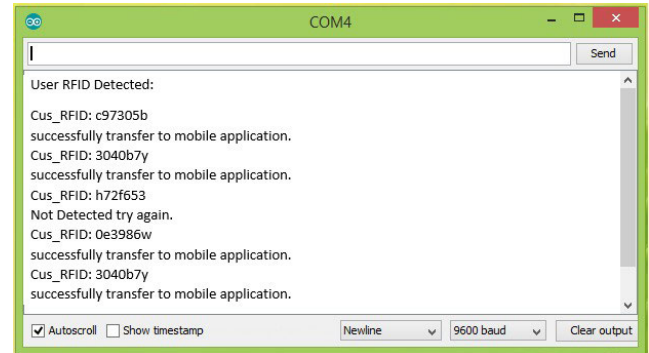 COM4
Send
User RFID Detected:
Cus_RFID: c97305b
successfully transfer to mobile application.
Cus_RFID: 3040b7y
successfully transfer to mobile application.
Cus_RFID: h72f653
Not Detected try again.
Cus_RFID: 0e3986w
successfully transfer to mobile application.
Cus_RFID: 3040b7y
successfully transfer to mobile application.
Autoscroll Show timestamp Newline 9600 baud Clear output